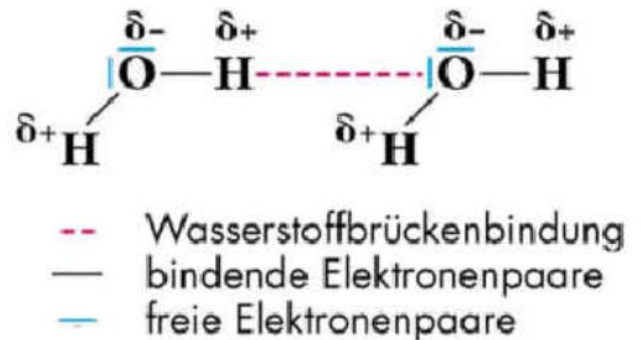 δ- δ+ δ- δ+
O H O H
δ+ H δ+ H
Wasserstoffbrückenbindung
bindende Elektronenpaare
freie Elektronenpaare